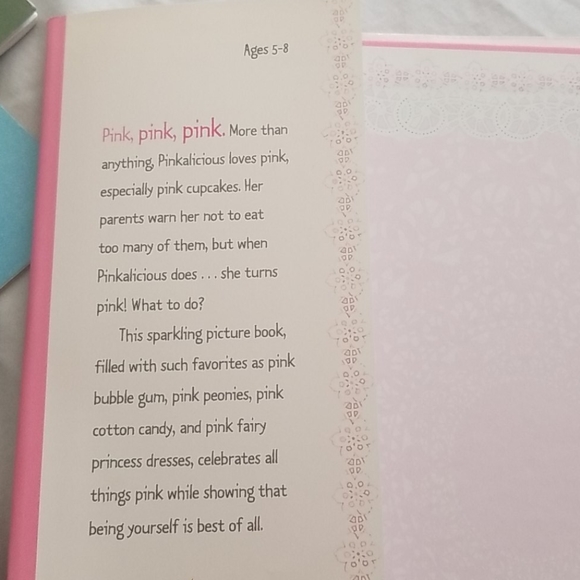 Ages 5-8
Pink, pink, pink. More than
anything, Pinkalicious loves pink,
especially pink cupcakes. Her
parents warn her not to eat
too many of them, but when
Pinkalicious does . . . she turns
pink! What to do?
This sparkling picture book,
filled with such favorites as pink
bubble gum, pink peonies, pink
cotton candy, and pink fairy
princess dresses, celebrates all
things pink while showing that
being yourself is best of all.